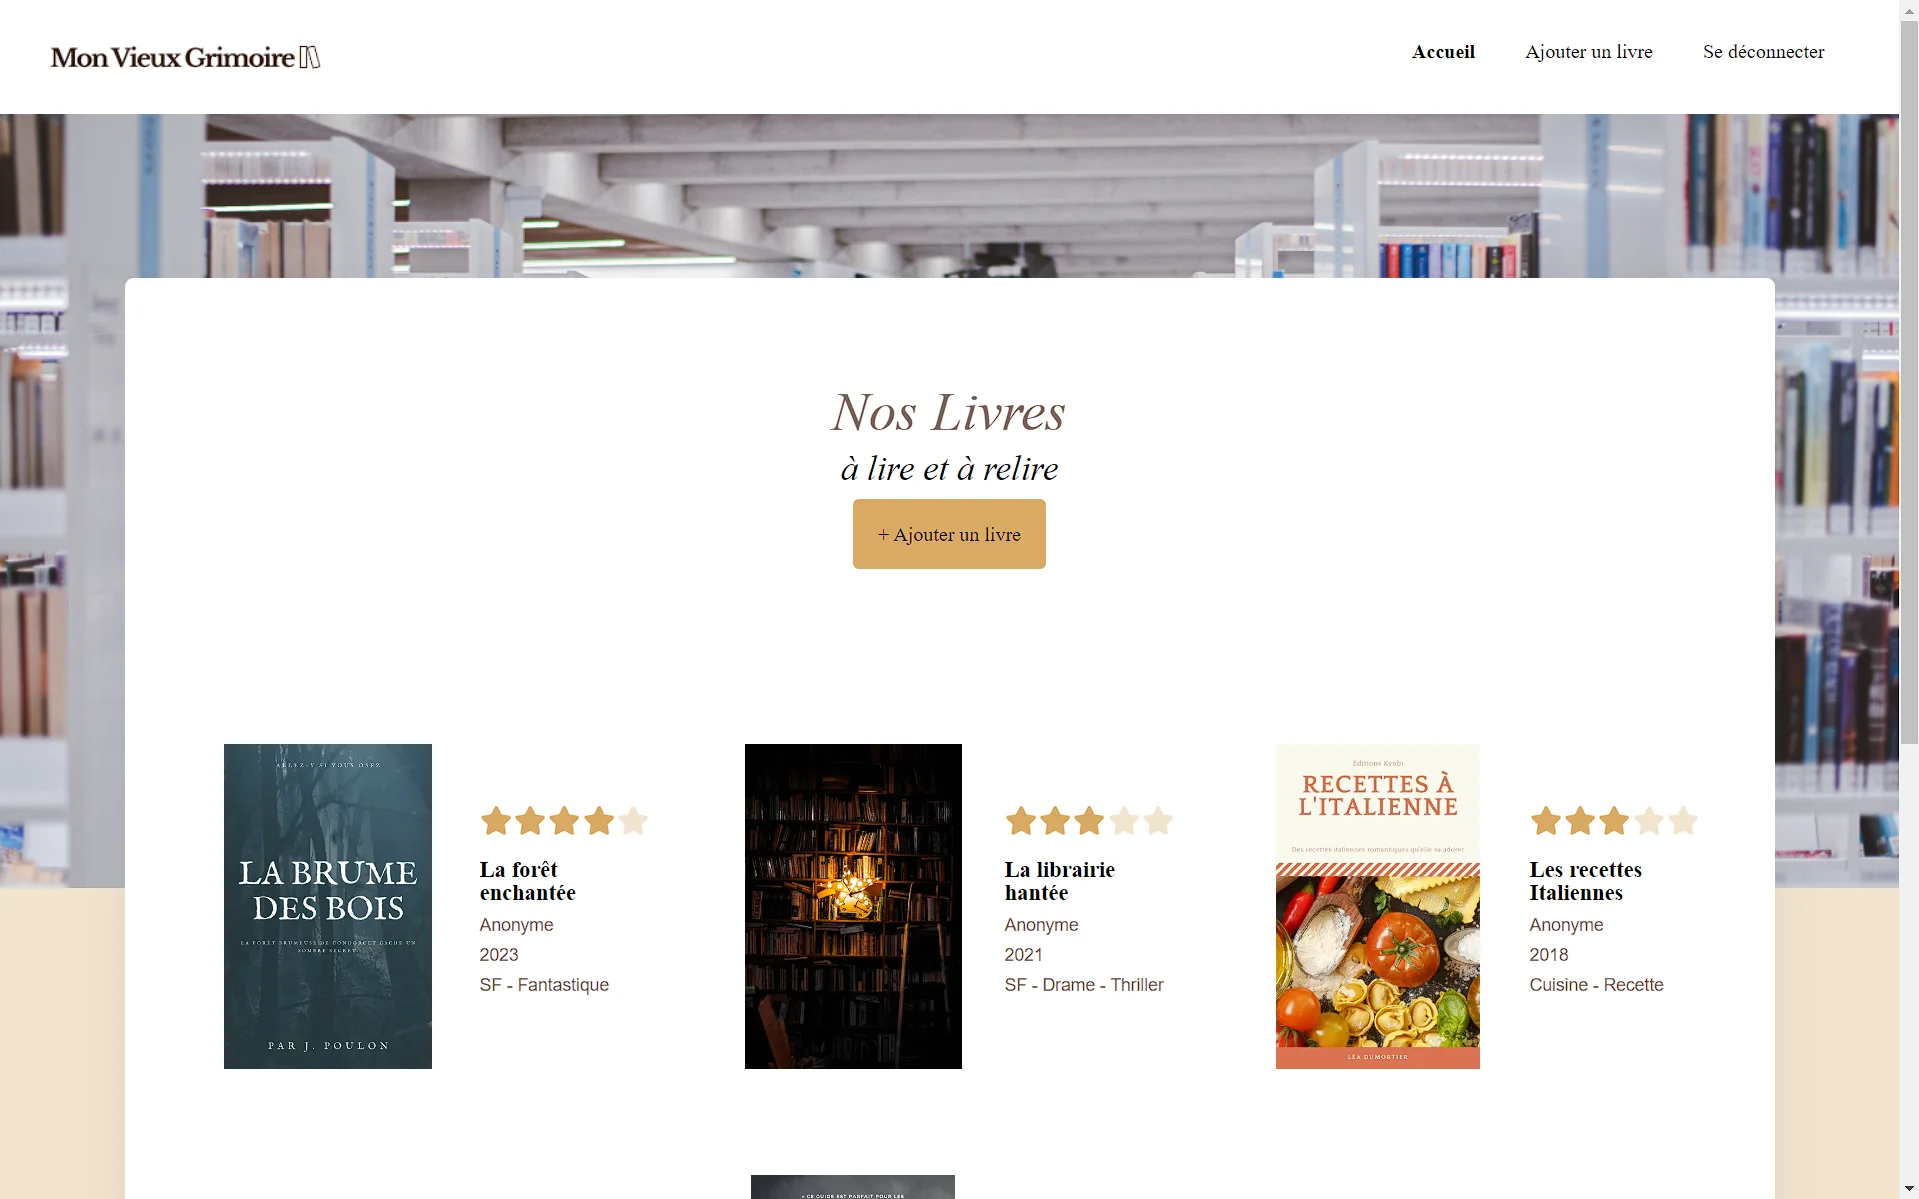 Mon Vieux Grimoire
Accueil
Ajouter un livre
Se déconnecter
Nos Livres
à lire et à relire
+ Ajouter un livre
ALLEZ-Y SI VOUS OSEZ
LA BRUME
DES BOIS
LA FORÊT BRUMEUSE DE CONDORCET CACHE UN
SOMBRE SECRET.
PAR J. POULON
La forêt
enchantée
Anonyme
2023
SF - Fantastique
La librairie
hantée
Anonyme
2021
SF - Drame - Thriller
Editions Kyobi
RECETTES À
L'ITALIENNE
Des recettes italiennes romantiques qu'elle va adorer
LÉA DUMORTIER
Les recettes
Italiennes
Anonyme
2018
Cuisine - Recette
« CE GUIDE EST PARFAIT POUR LES